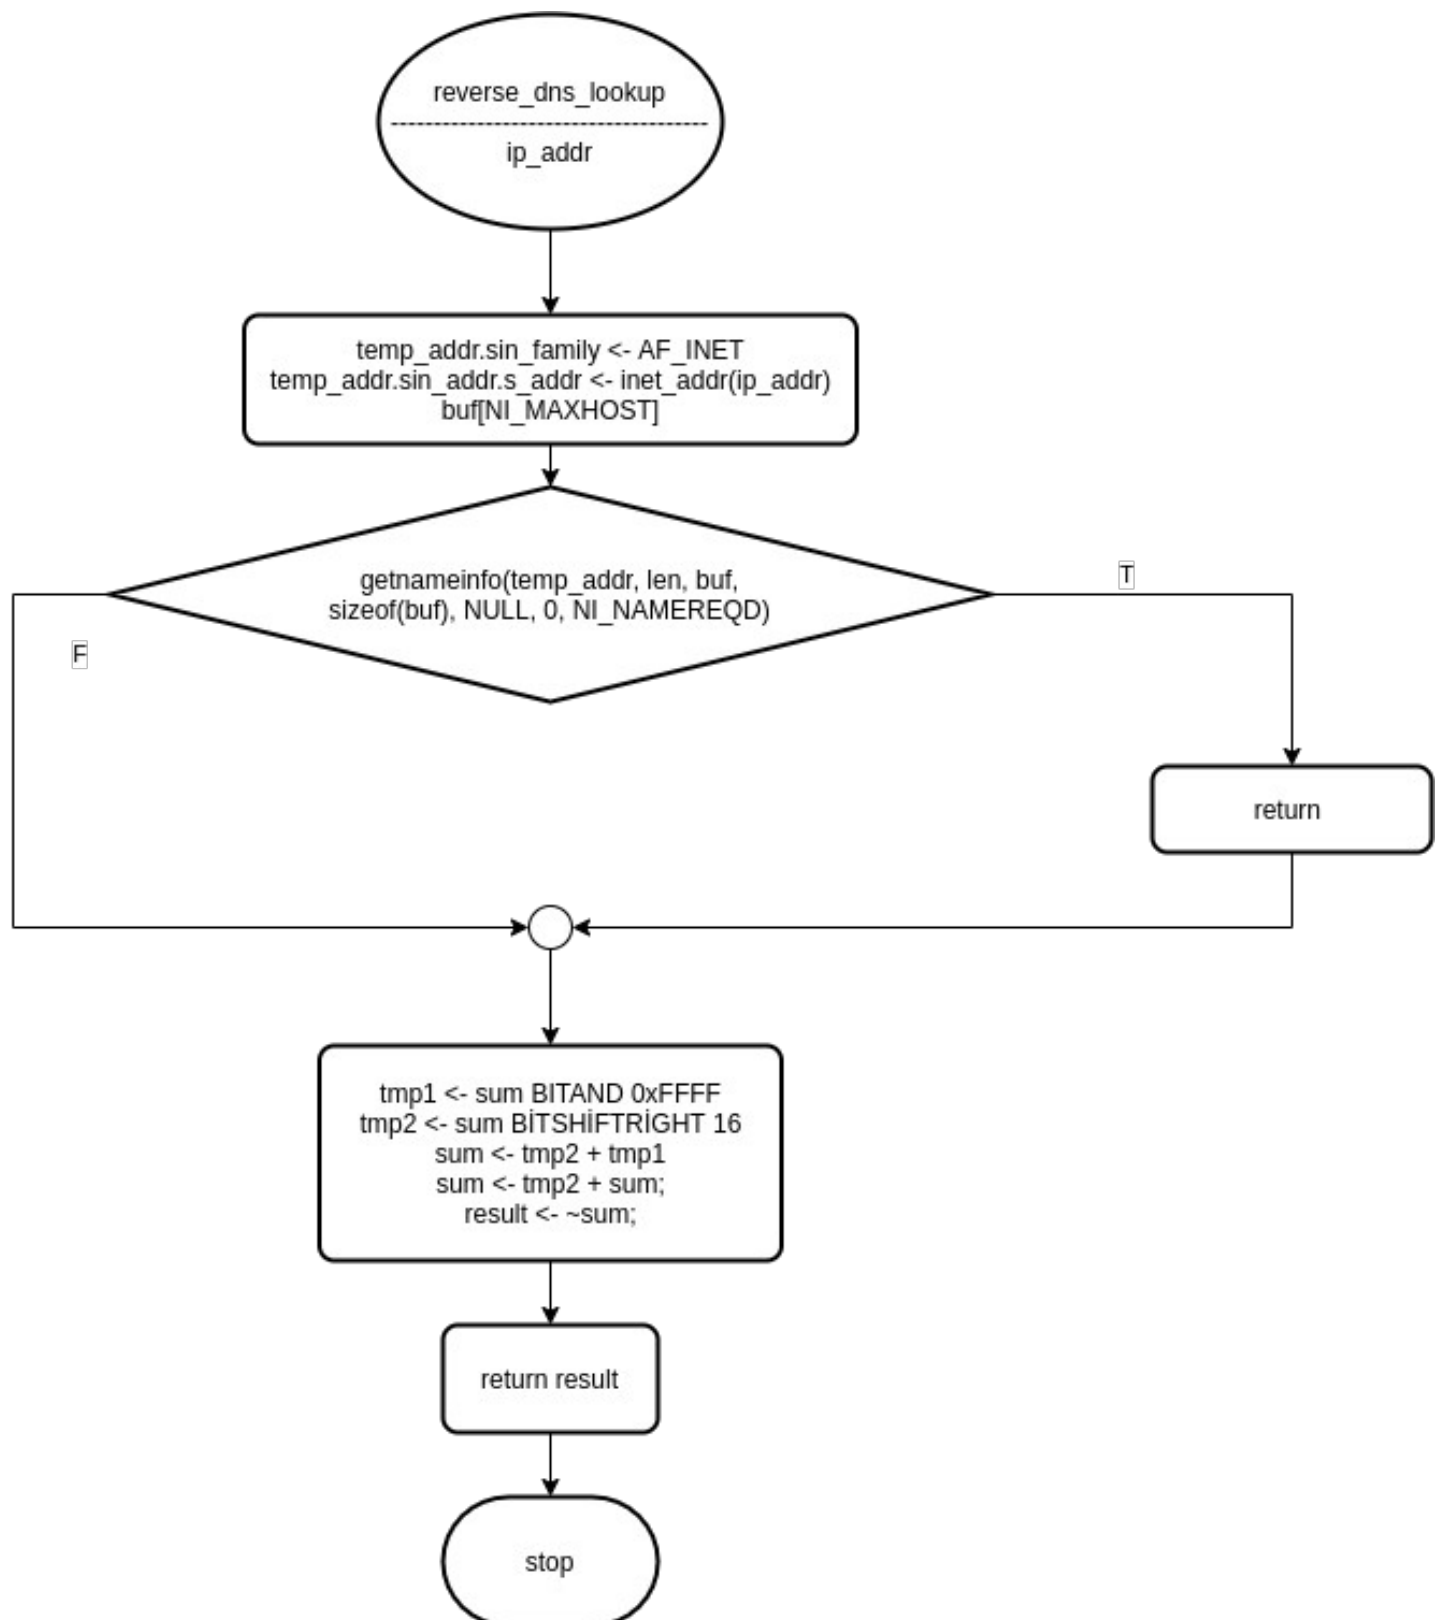 reverse_dns_lookup
---------------------------------------------
ip_addr
temp_addr.sin_family <- AF_INET
temp_addr.sin_addr.s_addr <- inet_addr(ip_addr)
buf[NI_MAXHOST]
getnameinfo(temp_addr, len, buf,
sizeof(buf), NULL, 0, NI_NAMEREQD)
T
F
return
tmp1 <- sum BITAND 0xFFFF
tmp2 <- sum BİTSHİFTRİGHT 16
sum <- tmp2 + tmp1
sum <- tmp2 + sum;
result <- ~sum;
return result
stop